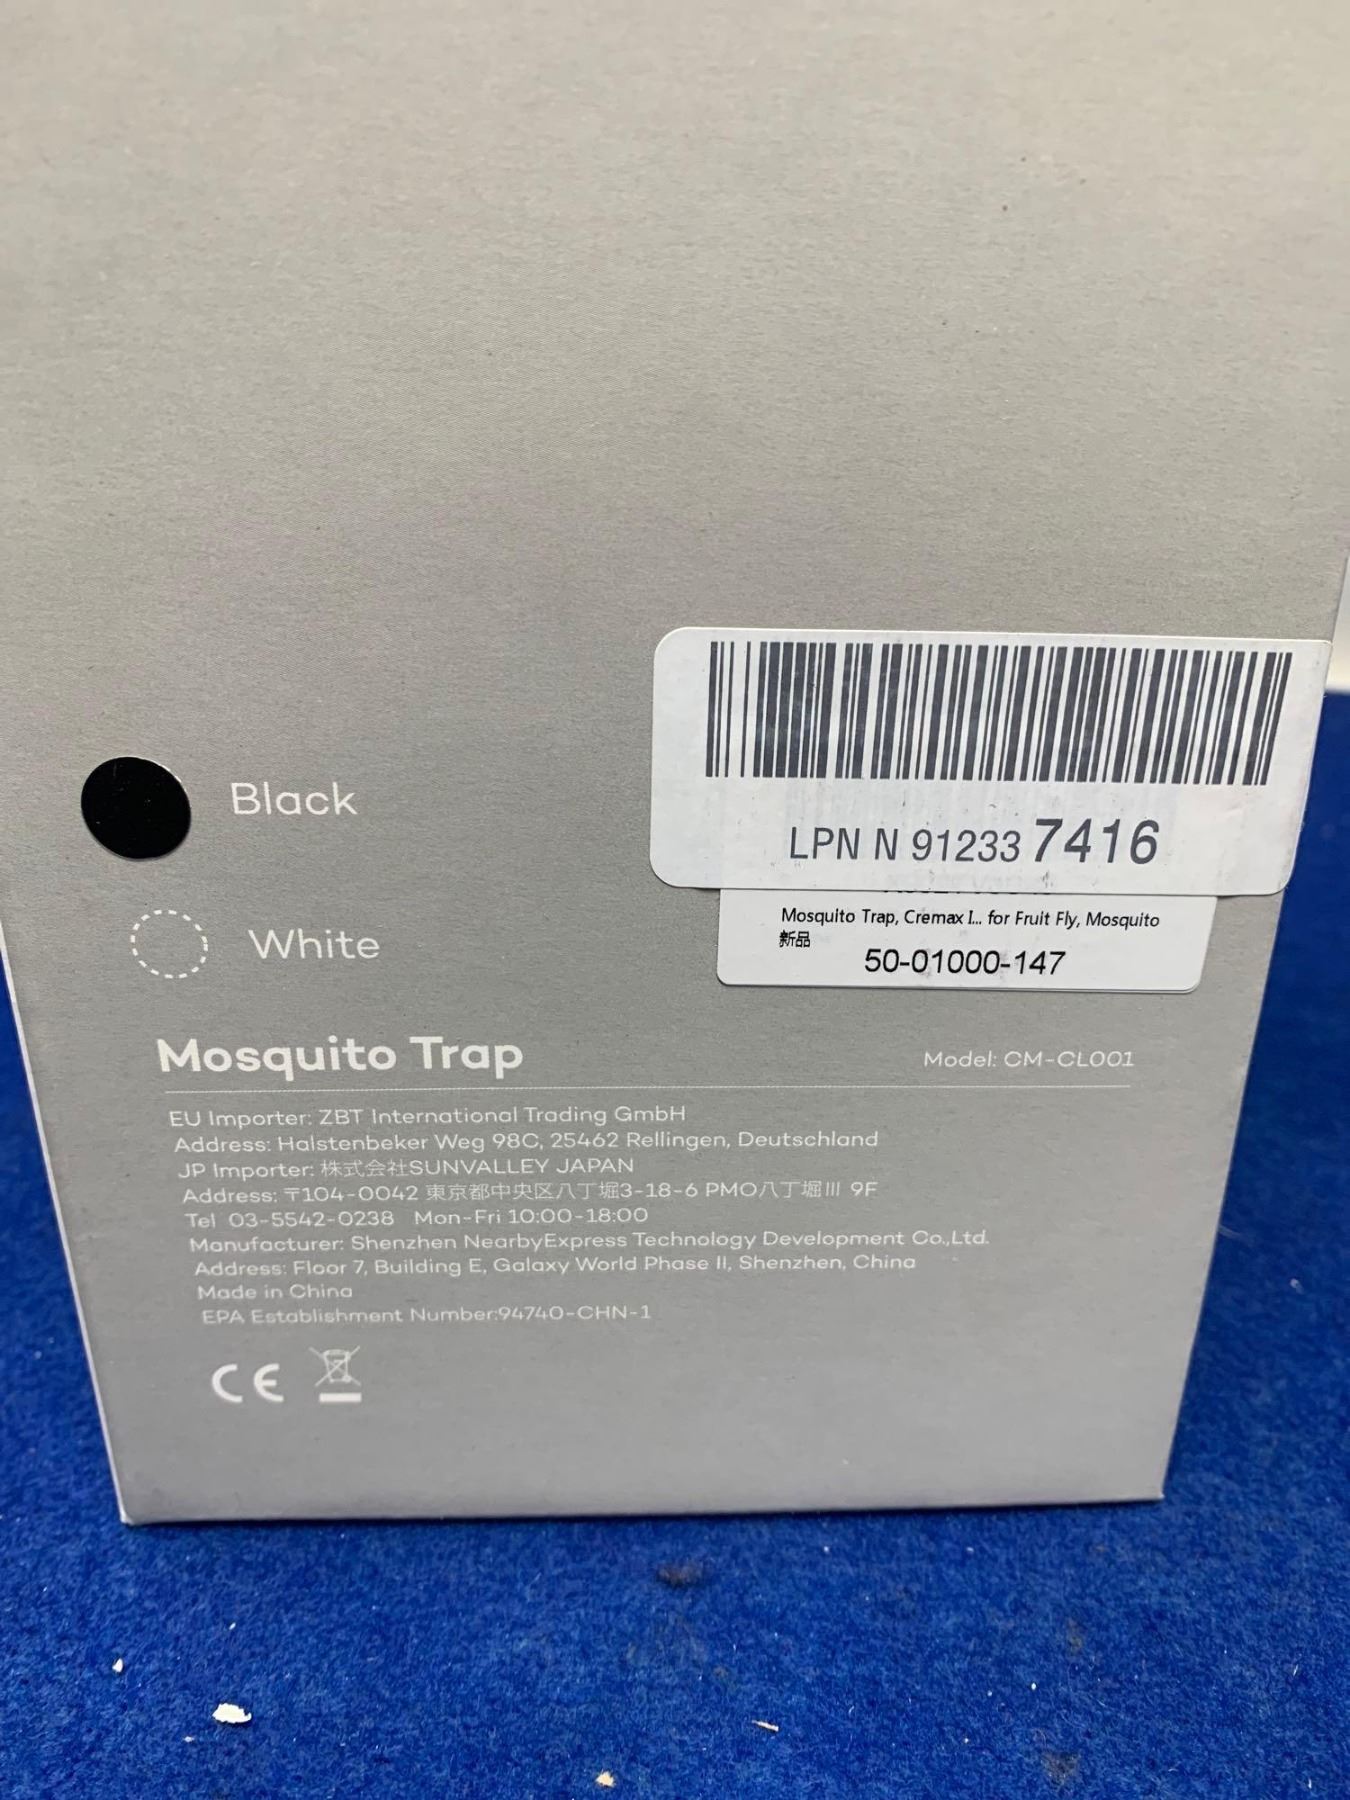 Black
White
LPN N 912337416
Mosquito Trap, Cremax I... for Fruit Fly, Mosquito
新品
50-01000-147
Mosquito Trap
Model: CM-CL001
EU Importer: ZBT International Trading GmbH
Address: Halstenbeker Weg 98C, 25462 Rellingen, Deutschland
JP Importer: 株式会社SUNVALLEY JAPAN
Address: 〒104-0042 東京都中央区八丁堀3-18-6 PMO八丁堀III 9F
Tel 03-5542-0238 Mon-Fri 10:00-18:00
Manufacturer: Shenzhen NearbyExpress Technology Development Co.,Ltd.
Address: Floor 7, Building E, Galaxy World Phase II, Shenzhen, China
Made in China
EPA Establishment Number:94740-CHN-1
CE